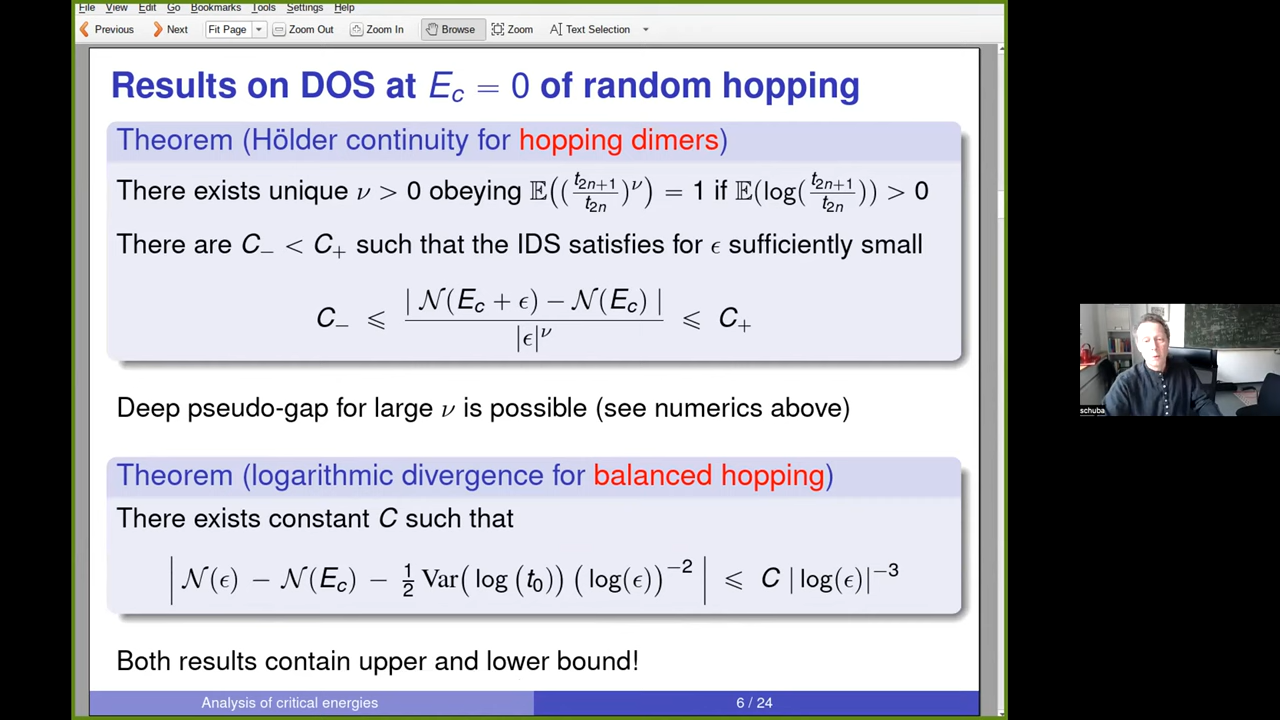 File Edit View Go Bookmarks Tools Settings Help
Previous Next Fit Page Zoom Out Zoom In Browse Zoom Text Selection
Results on DOS at E_c = 0 of random hopping
Theorem (Hölder continuity for hopping dimers)
There exists unique ν > 0 obeying 𝔼((t_{2n+1}/t_{2n})^ν) = 1 if 𝔼(log(t_{2n+1}/t_{2n})) > 0
There are C_− < C_+ such that the IDS satisfies for ϵ sufficiently small
C_− ⩽ | 𝒩(E_c + ϵ) − 𝒩(E_c) | / |ϵ|^ν ⩽ C_+
Deep pseudo-gap for large ν is possible (see numerics above)
Theorem (logarithmic divergence for balanced hopping)
There exists constant C such that
| 𝒩(ϵ) − 𝒩(E_c) − ½ Var(log(t_0)) (log(ϵ))^{−2} | ⩽ C |log(ϵ)|^{−3}
Both results contain upper and lower bound!
Analysis of critical energies 6 / 24
schuba